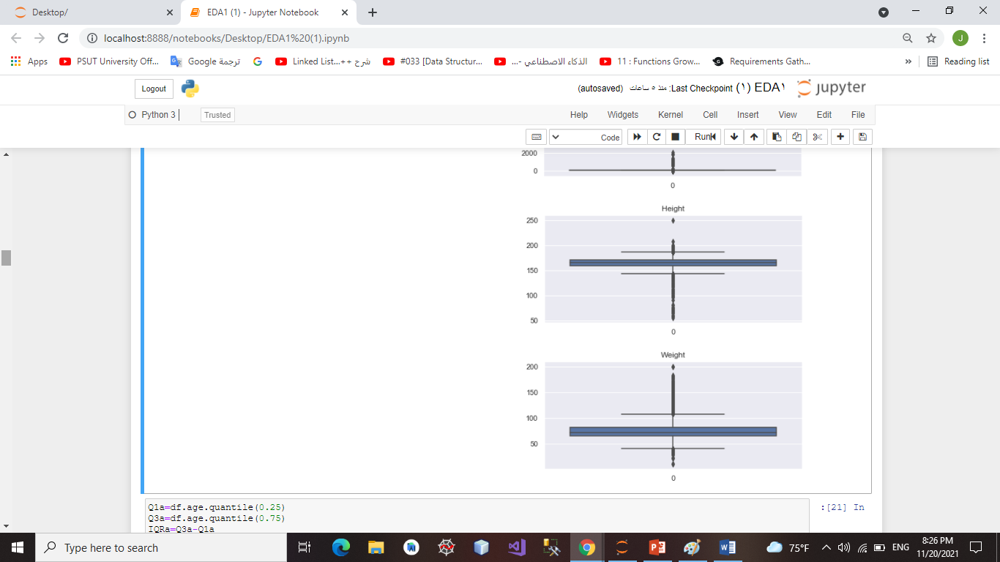 Desktop/
EDA1 (1) - Jupyter Notebook
localhost:8888/notebooks/Desktop/EDA1%20(1).ipynb
J
Apps
PSUT University Off...
Google ترجمة
Linked List...++شرح
#033 [Data Structur...
الذكاء الاصطناعي -...
11 : Functions Grow...
Requirements Gath...
»
Reading list
Logout
(autosaved) منذ ٥ ساعات :Last Checkpoint (١) EDA١
jupyter
Python 3
Trusted
Help Widgets Kernel Cell Insert View Edit File
Code
Run
2000
0
0
Height
250
200
150
100
50
0
Weight
200
150
100
50
0
Q1a=df.age.quantile(0.25)
Q3a=df.age.quantile(0.75)
IQRa=Q3a-Q1a
:[21] In
Type here to search
75°F
ENG
8:26 PM
11/20/2021